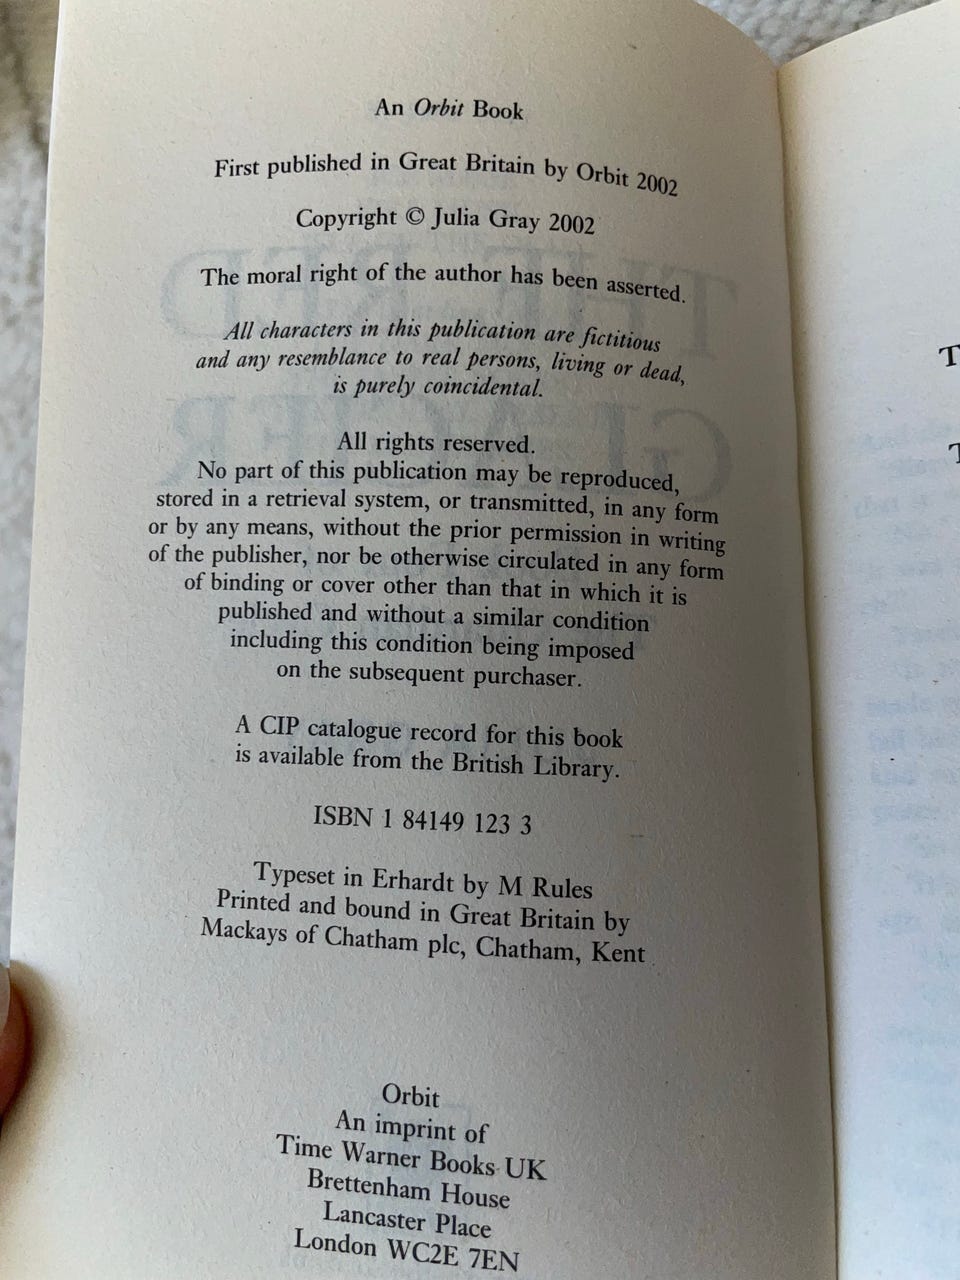 An Orbit Book
First published in Great Britain by Orbit 2002
Copyright © Julia Gray 2002
The moral right of the author has been asserted.
All characters in this publication are fictitious
and any resemblance to real persons, living or dead,
is purely coincidental.
All rights reserved.
No part of this publication may be reproduced,
stored in a retrieval system, or transmitted, in any form
or by any means, without the prior permission in writing
of the publisher, nor be otherwise circulated in any form
of binding or cover other than that in which it is
published and without a similar condition
including this condition being imposed
on the subsequent purchaser.
A CIP catalogue record for this book
is available from the British Library.
ISBN 1 84149 123 3
Typeset in Erhardt by M Rules
Printed and bound in Great Britain by
Mackays of Chatham plc, Chatham, Kent
Orbit
An imprint of
Time Warner Books UK
Brettenham House
Lancaster Place
London WC2E 7EN